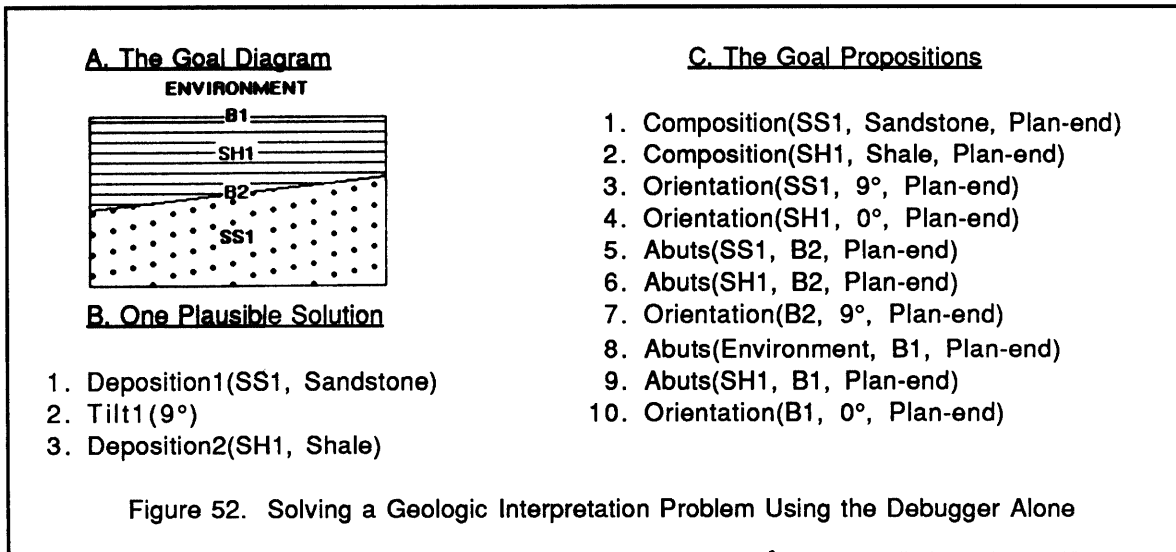 A. The Goal Diagram
ENVIRONMENT
B1
SH1
B2
SS1
B. One Plausible Solution
1. Deposition1(SS1, Sandstone)
2. Tilt1(9°)
3. Deposition2(SH1, Shale)
C. The Goal Propositions
1. Composition(SS1, Sandstone, Plan-end)
2. Composition(SH1, Shale, Plan-end)
3. Orientation(SS1, 9°, Plan-end)
4. Orientation(SH1, 0°, Plan-end)
5. Abuts(SS1, B2, Plan-end)
6. Abuts(SH1, B2, Plan-end)
7. Orientation(B2, 9°, Plan-end)
8. Abuts(Environment, B1, Plan-end)
9. Abuts(SH1, B1, Plan-end)
10. Orientation(B1, 0°, Plan-end)
Figure 52. Solving a Geologic Interpretation Problem Using the Debugger Alone